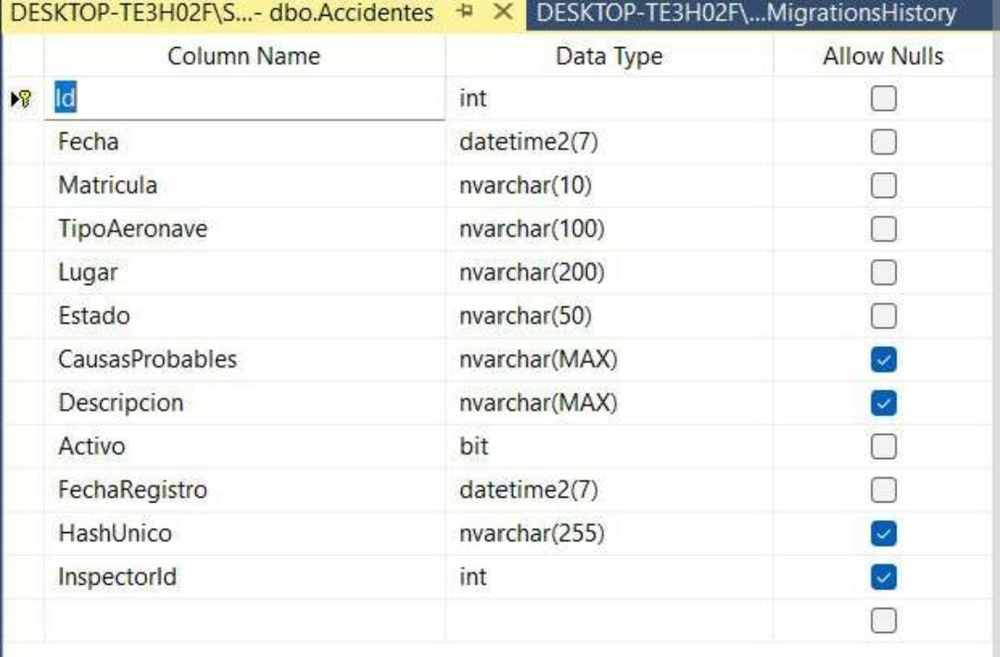 DESKTOP-TE3H02F\S...- dbo.Accidentes DESKTOP-TE3H02F\...MigrationsHistory
Column Name Data Type Allow Nulls
Id int
Fecha datetime2(7)
Matricula nvarchar(10)
TipoAeronave nvarchar(100)
Lugar nvarchar(200)
Estado nvarchar(50)
CausasProbables nvarchar(MAX)
Descripcion nvarchar(MAX)
Activo bit
FechaRegistro datetime2(7)
HashUnico nvarchar(255)
InspectorId int